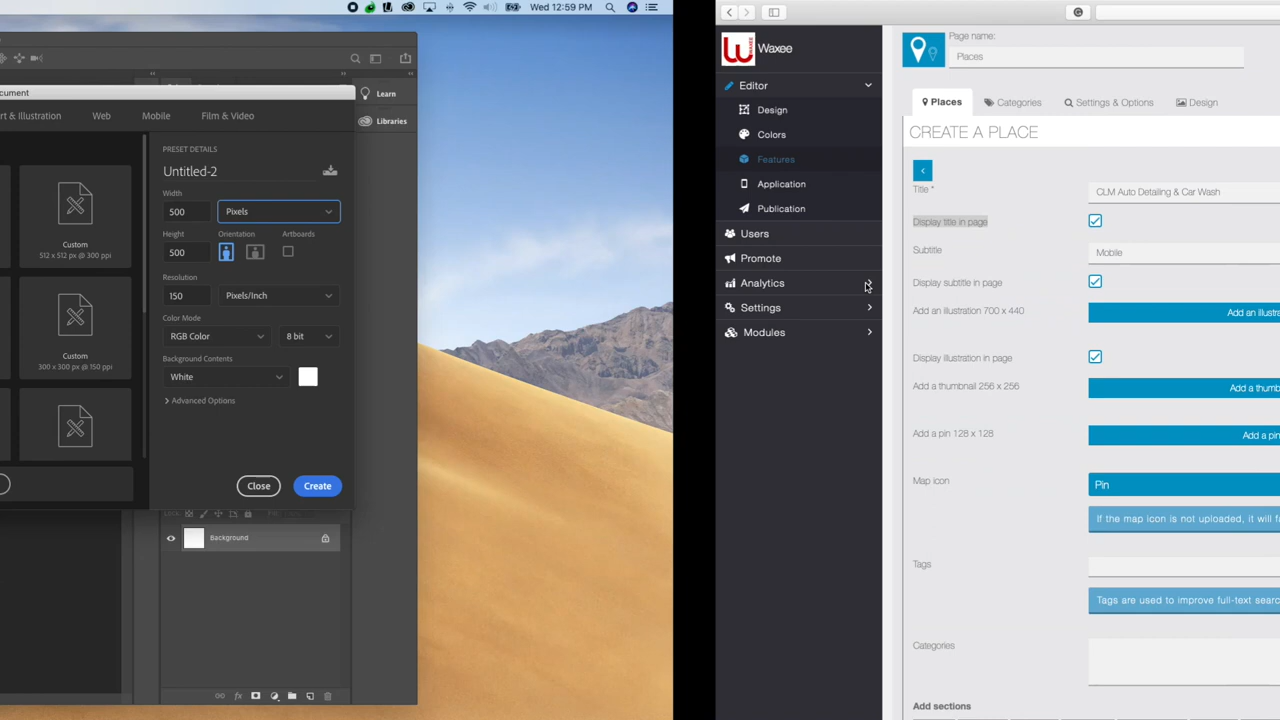 Wed 12:59 PM
ocument
Learn
Libraries
rt & Illustration
Web
Mobile
Film & Video
PRESET DETAILS
Untitled-2
Width
500
Pixels
Height
Orientation
Artboards
500
Resolution
150
Pixels/Inch
Color Mode
RGB Color
8 bit
Background Contents
White
Advanced Options
Custom
512 x 512 px @ 300 ppi
Custom
300 x 300 px @ 150 ppi
Close
Create
Lock:
fx
Background
Waxee
Editor
Design
Colors
Features
Application
Publication
Users
Promote
Analytics
Settings
Modules
Page name:
Places
Places
Categories
Settings & Options
Design
CREATE A PLACE
Title *
CLM Auto Detailing & Car Wash
Display title in page
Subtitle
Mobile
Display subtitle in page
Add an illustration 700 x 440
Add an illustra
Display illustration in page
Add a thumbnail 256 x 256
Add a thumb
Add a pin 128 x 128
Add a pin
Map icon
Pin
If the map icon is not uploaded, it will fa
Tags
Tags are used to improve full-text searc
Categories
Add sections